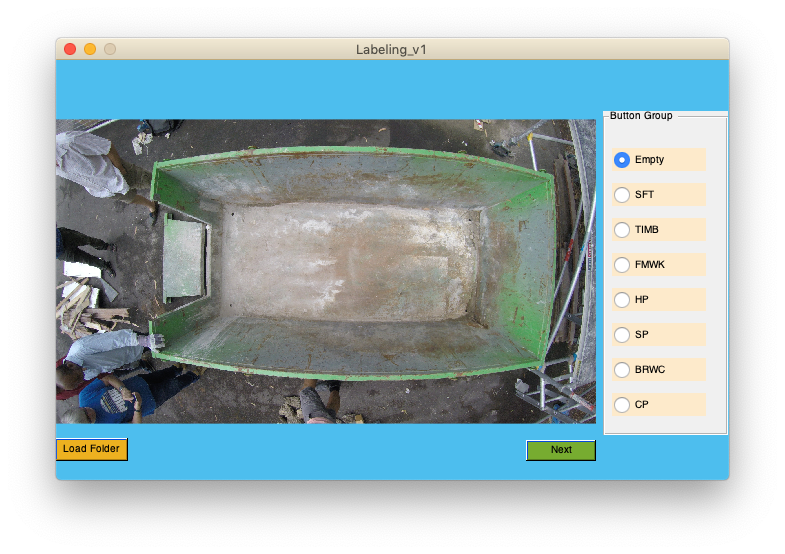 Labeling_v1
Button Group
Empty
SFT
TIMB
FMWK
HP
SP
BRWC
CP
Load Folder
Next